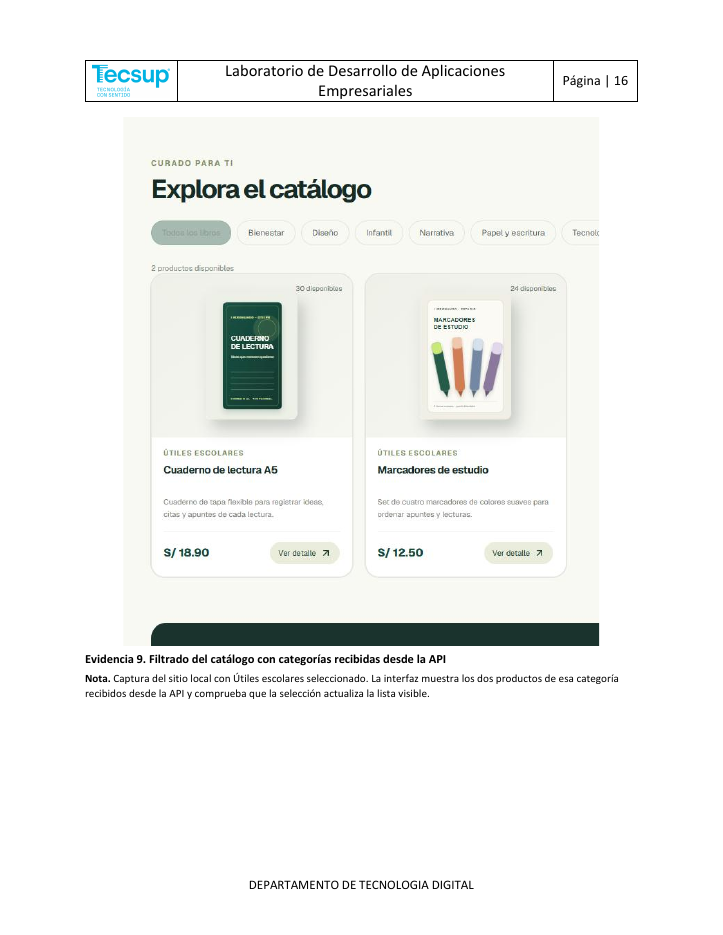 Tecsup
TECNOLOGÍA
CON SENTIDO
Laboratorio de Desarrollo de Aplicaciones
Empresariales
Página | 16
CURADO PARA TI
Explora el catálogo
Todos los libros
Bienestar
Diseño
Infantil
Narrativa
Papel y escritura
Tecnolo
2 productos disponibles
30 disponibles
CUADERNO
DE LECTURA
24 disponibles
MARCADORES
DE ESTUDIO
ÚTILES ESCOLARES
Cuaderno de lectura A5
Cuaderno de tapa flexible para registrar ideas,
citas y apuntes de cada lectura.
S/ 18.90
Ver detalle
ÚTILES ESCOLARES
Marcadores de estudio
Set de cuatro marcadores de colores suaves para
ordenar apuntes y lecturas.
S/ 12.50
Ver detalle
Evidencia 9. Filtrado del catálogo con categorías recibidas desde la API
Nota. Captura del sitio local con Útiles escolares seleccionado. La interfaz muestra los dos productos de esa categoría
recibidos desde la API y comprueba que la selección actualiza la lista visible.
DEPARTAMENTO DE TECNOLOGIA DIGITAL